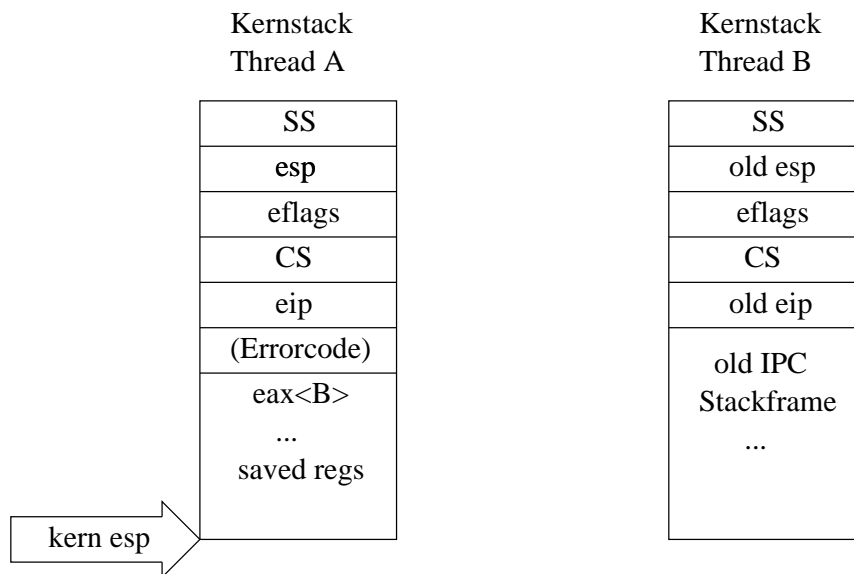 Kernstack
Thread A
SS
esp
eflags
CS
eip
(Errorcode)
eax<B>
...
saved regs
kern esp
Kernstack
Thread B
SS
old esp
eflags
CS
old eip
old IPC
Stackframe
...